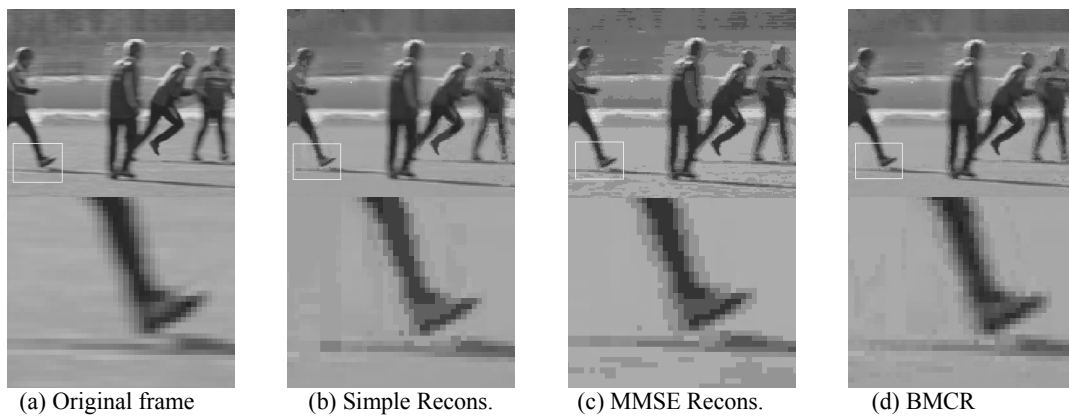 (a) Original frame
(b) Simple Recons.
(c) MMSE Recons.
(d) BMCR